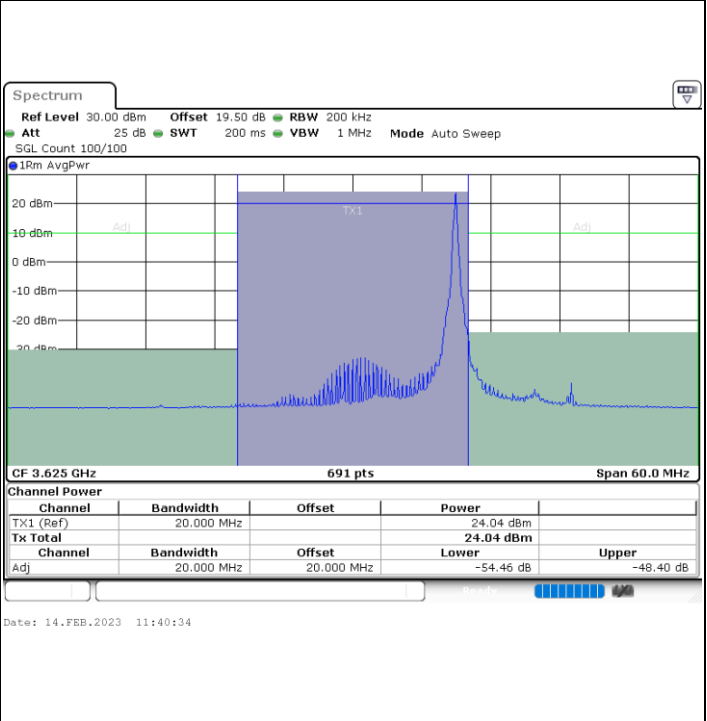 Spectrum
Ref Level 30.00 dBm Offset 19.50 dB RBW 200 kHz
Att 25 dB SWT 200 ms VBW 1 MHz Mode Auto Sweep
SGL Count 100/100
1Rm AvgPwr
20 dBm
TX1
Adj
Adj
10 dBm
0 dBm
-10 dBm
-20 dBm
CF 3.625 GHz 691 pts Span 60.0 MHz
Channel Power
Channel Bandwidth Offset Power
TX1 (Ref) 20.000 MHz 24.04 dBm
Tx Total 24.04 dBm
Channel Bandwidth Offset Lower Upper
Adj 20.000 MHz 20.000 MHz -54.46 dB -48.40 dB
Ready
Date: 14.FEB.2023 11:40:34